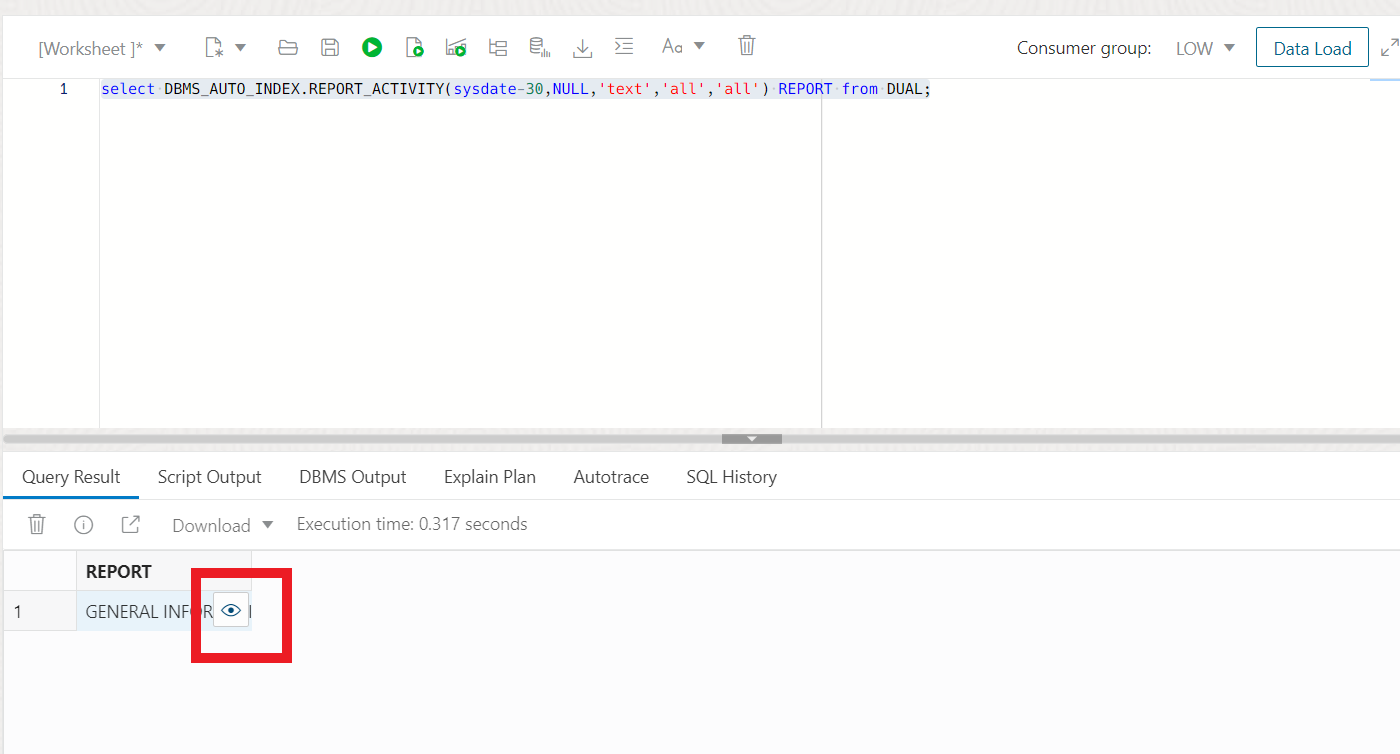 [Worksheet ]*
Aa
Consumer group:
LOW
Data Load
1
select DBMS_AUTO_INDEX.REPORT_ACTIVITY(sysdate-30,NULL,'text','all','all') REPORT from DUAL;
Query Result
Script Output
DBMS Output
Explain Plan
Autotrace
SQL History
Download
Execution time: 0.317 seconds
REPORT
1
GENERAL